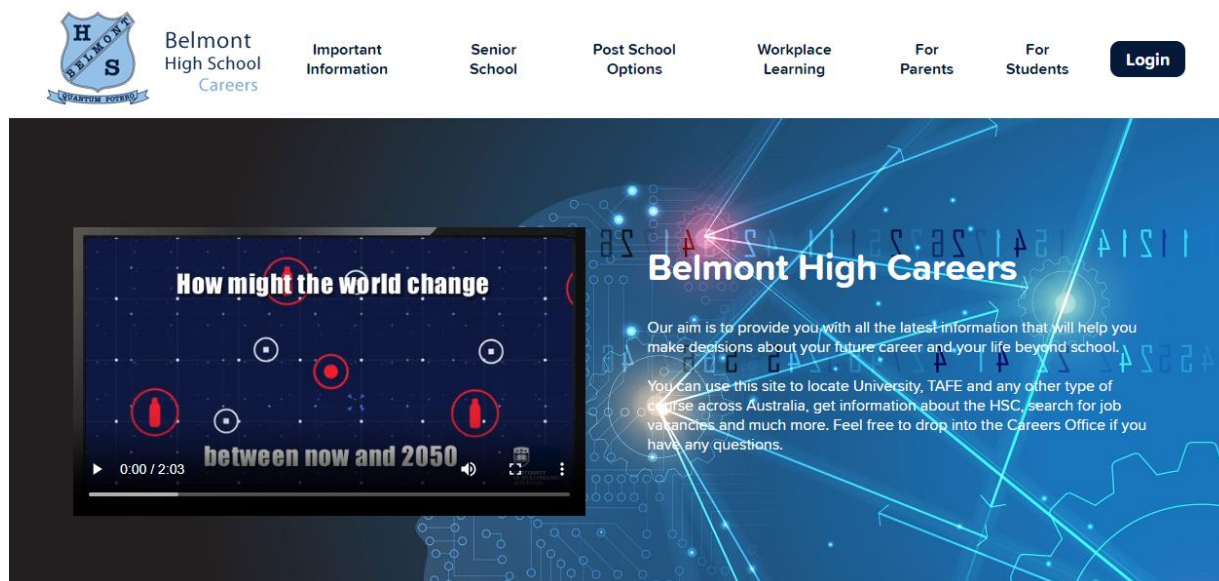 H
BELMONT
S
QUANTUM POTERO
Belmont
High School
Careers
Important
Information
Senior
School
Post School
Options
Workplace
Learning
For
Parents
For
Students
Login
How might the world change
between now and 2050
0:00 / 2:03
Belmont High Careers
Our aim is to provide you with all the latest information that will help you
make decisions about your future career and your life beyond school.
You can use this site to locate University, TAFE and any other type of
course across Australia, get information about the HSC, search for job
vacancies and much more. Feel free to drop into the Careers Office if you
have any questions.